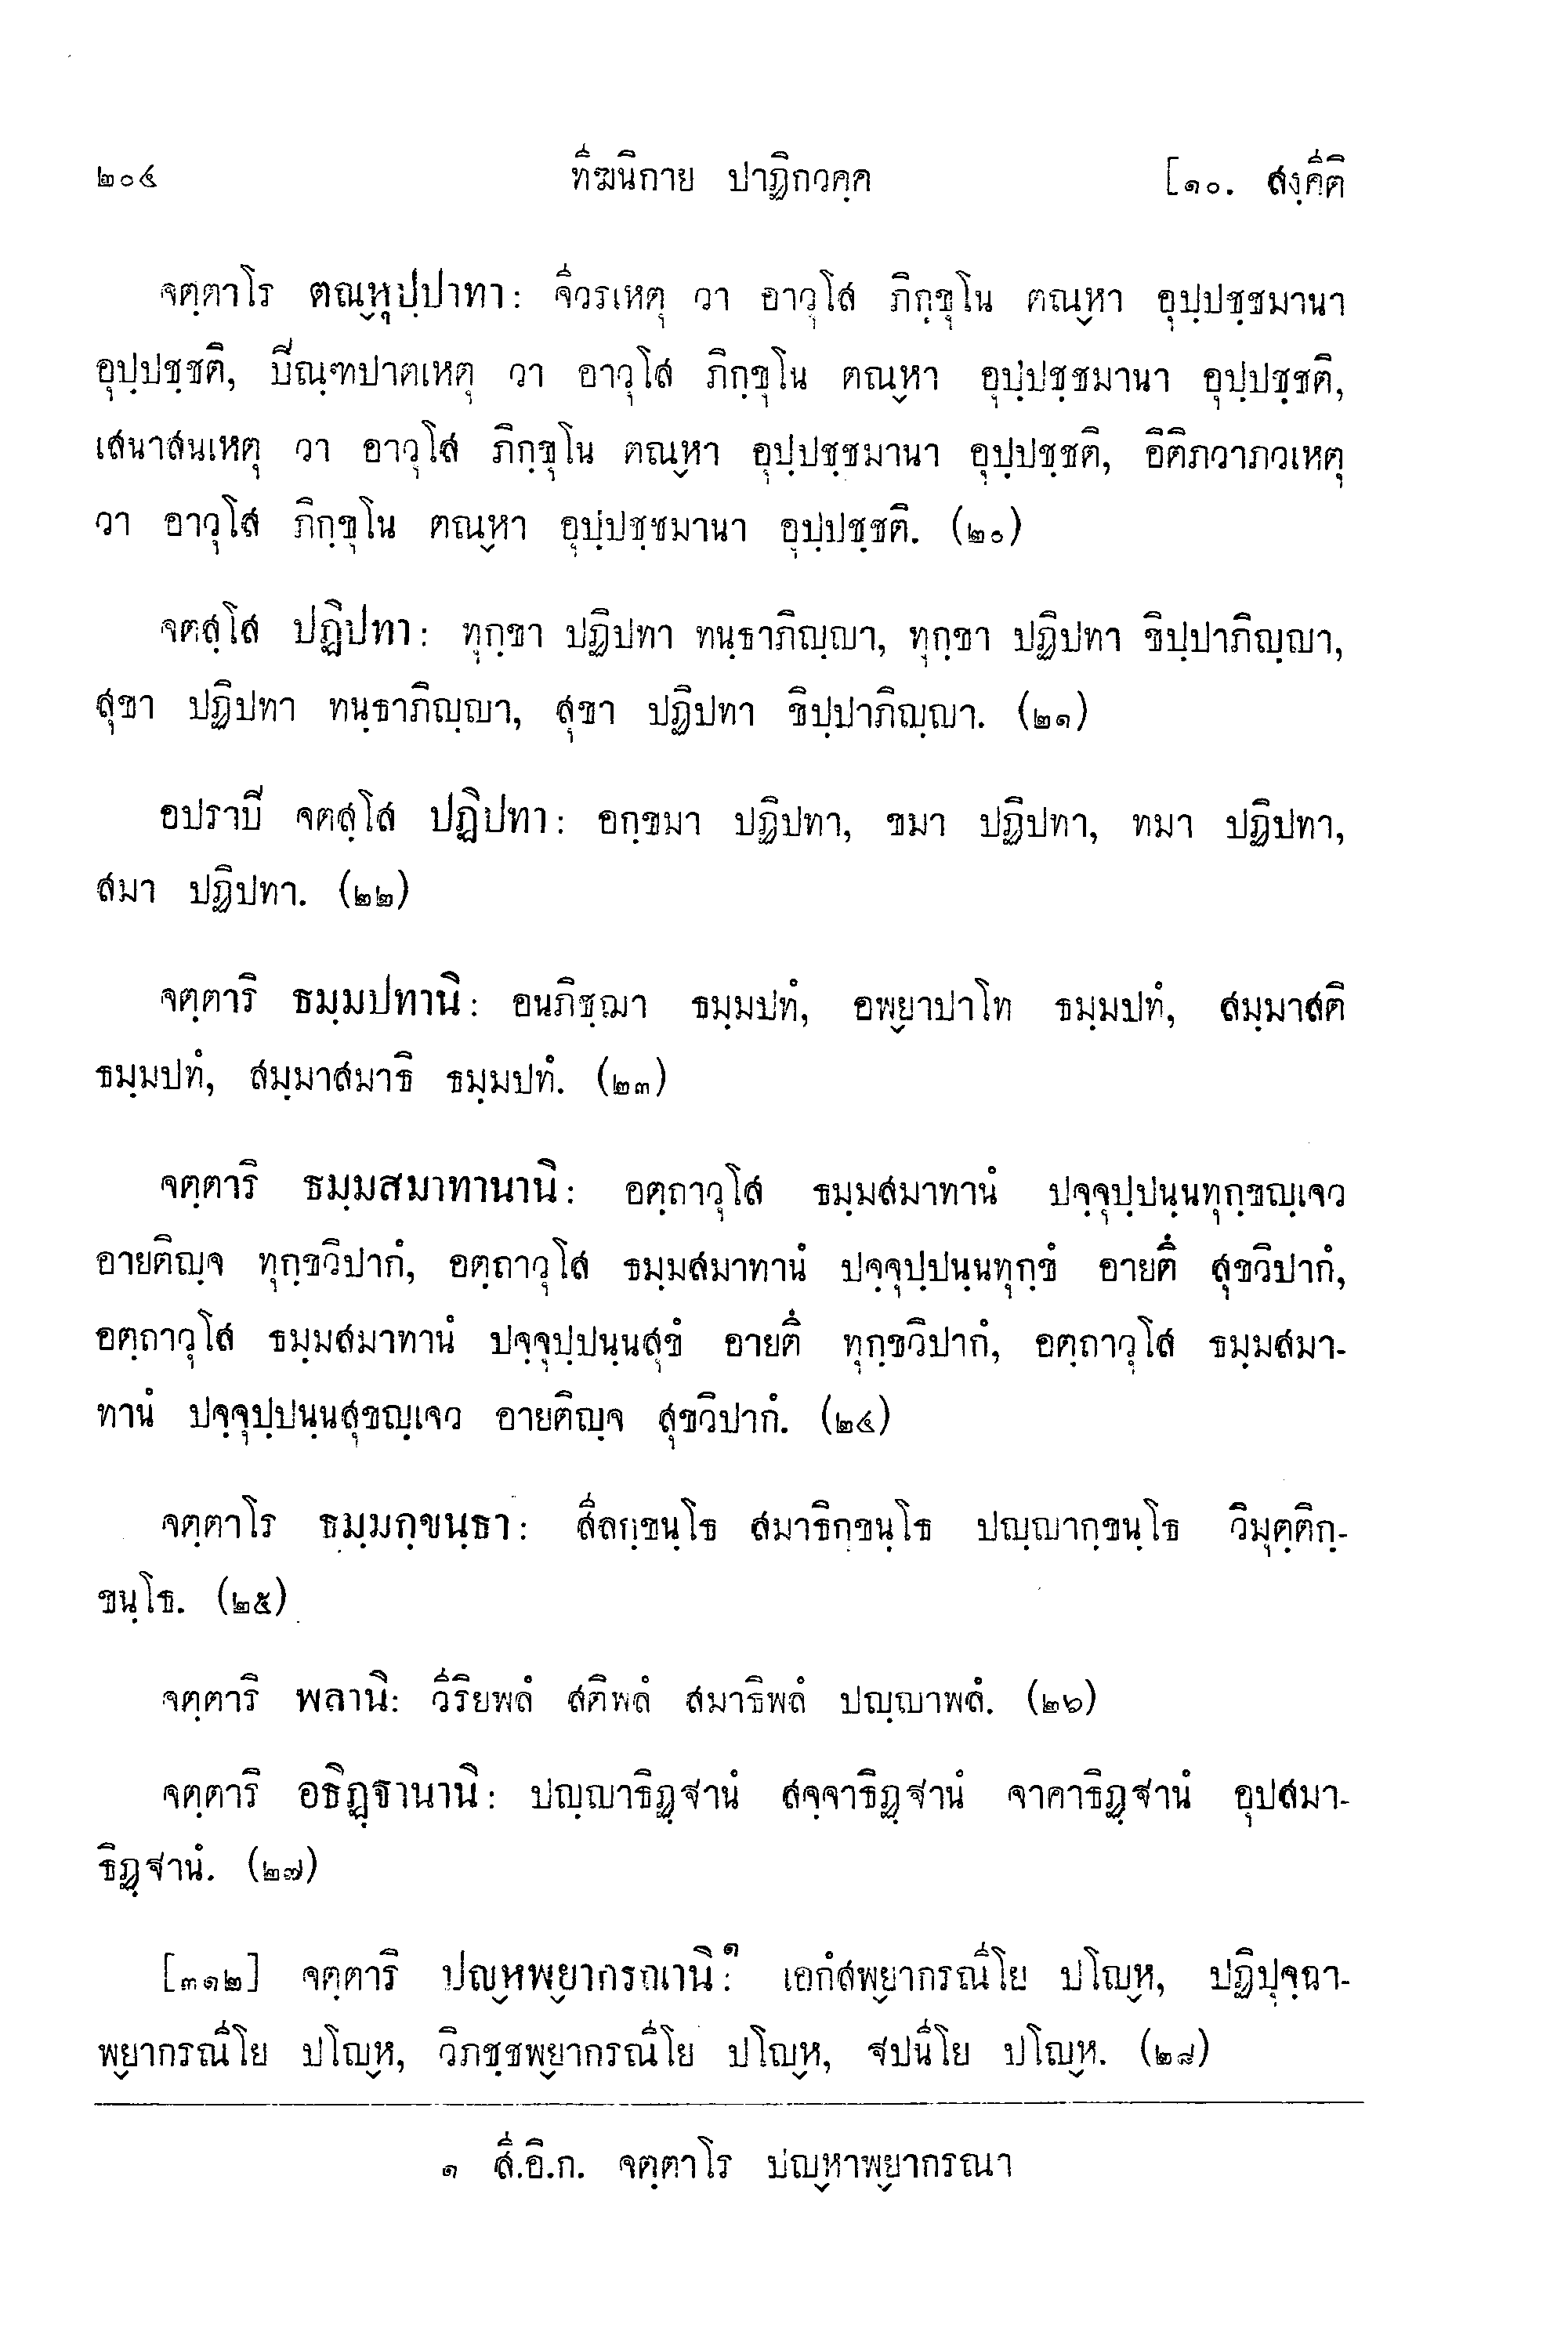 ๒๐๔ ทีฆนิกาย ปาฏิกวคฺค [๑๐. สงฺคีติ
จตฺตาโร ตณฺหุปฺปาทา: จีวรเหตุ วา อาวุโส ภิกฺขุโน ตณฺหา อุปฺปชฺชมานา
อุปฺปชฺชติ, ปิณฺฑปาตเหตุ วา อาวุโส ภิกฺขุโน ตณฺหา อุปฺปชฺชมานา อุปฺปชฺชติ,
เสนาสนเหตุ วา อาวุโส ภิกฺขุโน ตณฺหา อุปฺปชฺชมานา อุปฺปชฺชติ, อิติภวาภวเหตุ
วา อาวุโส ภิกฺขุโน ตณฺหา อุปฺปชฺชมานา อุปฺปชฺชติ. (๒๐)
จตสฺโส ปฏิปทา: ทุกฺขา ปฏิปทา ทนฺธาภิญฺญา, ทุกฺขา ปฏิปทา ขิปฺปาภิญฺญา,
สุขา ปฏิปทา ทนฺธาภิญฺญา, สุขา ปฏิปทา ขิปฺปาภิญฺญา. (๒๑)
อปราปิ จตสฺโส ปฏิปทา: อกฺขมา ปฏิปทา, ขมา ปฏิปทา, ทมา ปฏิปทา,
สมา ปฏิปทา. (๒๒)
จตฺตาริ ธมฺมปทานิ: อนภิชฺฌา ธมฺมปทํ, อพฺยาปาโท ธมฺมปทํ, สมฺมาสติ
ธมฺมปทํ, สมฺมาสมาธิ ธมฺมปทํ. (๒๓)
จตฺตาริ ธมฺมสมาทานานิ: อตฺถาวุโส ธมฺมสมาทานํ ปจฺจุปฺปนฺนทุกฺขญฺเจว
อายติญฺจ ทุกฺขวิปากํ, อตฺถาวุโส ธมฺมสมาทานํ ปจฺจุปฺปนฺนทุกฺขํ อายตึ สุขวิปากํ,
อตฺถาวุโส ธมฺมสมาทานํ ปจฺจุปฺปนฺนสุขํ อายตึ ทุกฺขวิปากํ, อตฺถาวุโส ธมฺมสมา-
ทานํ ปจฺจุปฺปนฺนสุขญฺเจว อายติญฺจ สุขวิปากํ. (๒๔)
จตฺตาโร ธมฺมกฺขนฺธา: สีลกฺขนฺโธ สมาธิกฺขนฺโธ ปญฺญากฺขนฺโธ วิมุตฺติกฺ-
ขนฺโธ. (๒๕)
จตฺตาริ พลานิ: วีริยพลํ สติพลํ สมาธิพลํ ปญฺญาพลํ. (๒๖)
จตฺตาริ อธิฏฺฐานานิ: ปญฺญาธิฏฺฐานํ สจฺจาธิฏฺฐานํ จาคาธิฏฺฐานํ อุปสมา-
ธิฏฺฐานํ. (๒๗)
[๓๑๒] จตฺตาริ ปญฺหพฺยากรณานิ:๑ เอกํสพฺยากรณีโย ปโญฺห, ปฏิปุจฺฉา-
พฺยากรณีโย ปโญฺห, วิภชฺชพฺยากรณีโย ปโญฺห, ฐปนีโย ปโญฺห. (๒๘)
๑ สี.อิ.ก. จตฺตาโร ปญฺหาพฺยากรณา